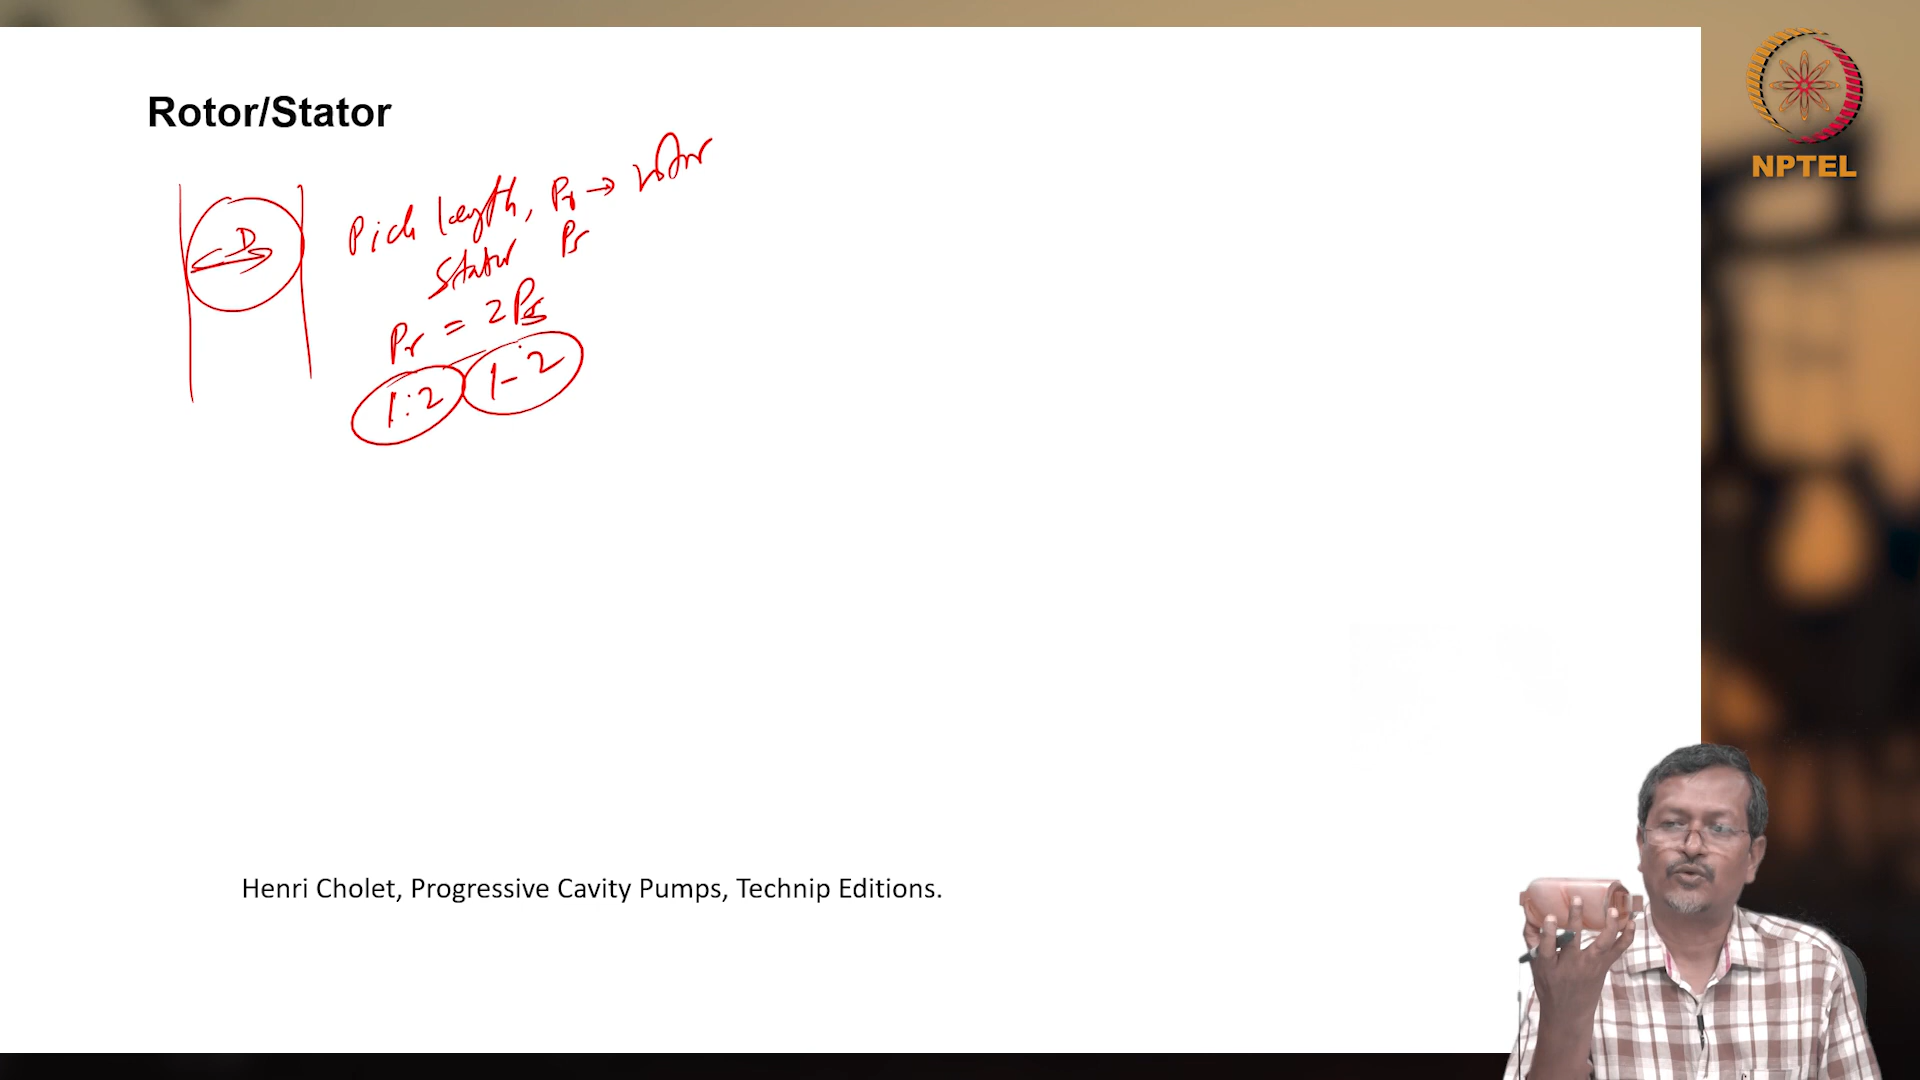 NPTEL
Rotor/Stator
D
Pich length, Pr → rotor
Stator Ps
Pr = 2Ps
1:2 1-2
Henri Cholet, Progressive Cavity Pumps, Technip Editions.